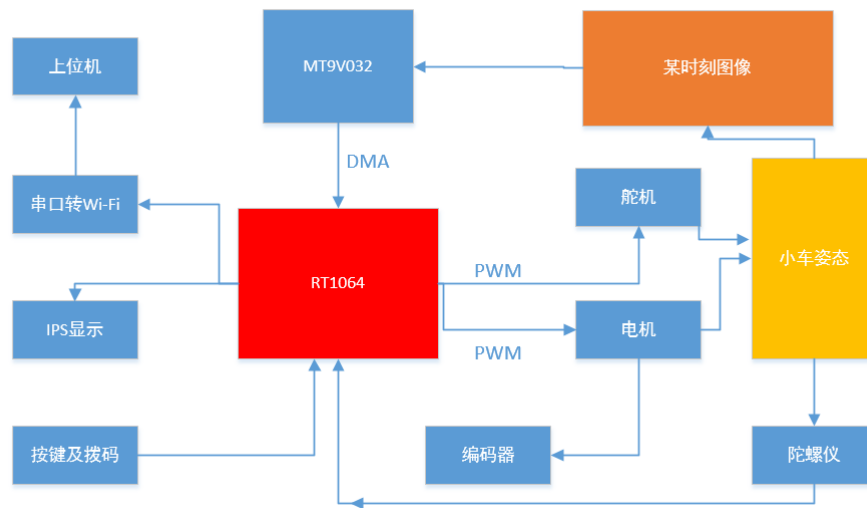 上位机
MT9V032
某时刻图像
DMA
串口转Wi-Fi
舵机
小车姿态
RT1064
PWM
IPS显示
电机
PWM
按键及拨码
编码器
陀螺仪